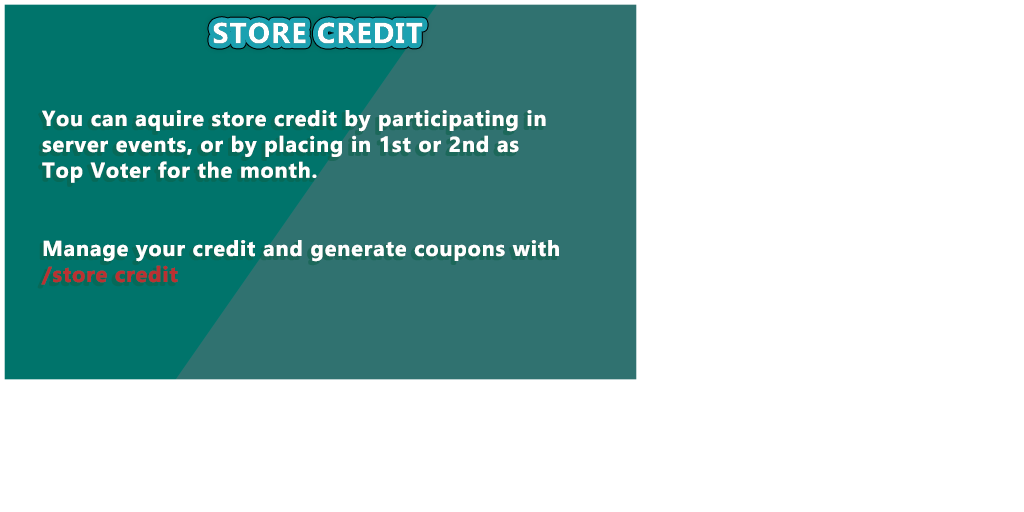 STORE CREDIT
You can aquire store credit by participating in
server events, or by placing in 1st or 2nd as
Top Voter for the month.
Manage your credit and generate coupons with
/store credit